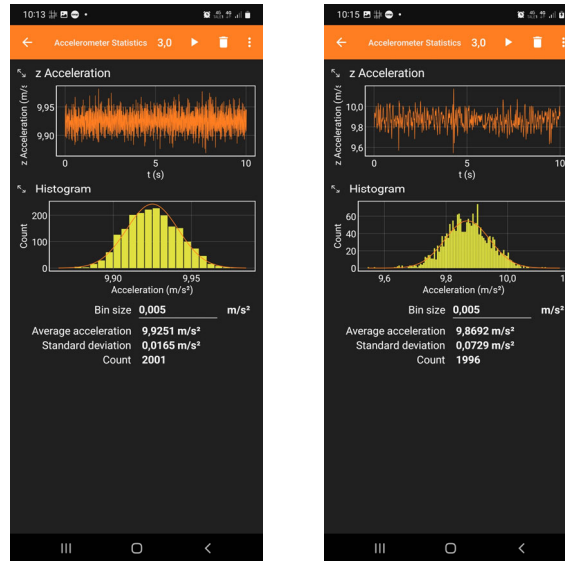 10:13
Accelerometer Statistics 3,0
z Acceleration
z Acceleration (m/s
9,95
9,90
0 5 10
t (s)
Histogram
Count
200
100
0
9,90 9,95
Acceleration (m/s²)
Bin size 0,005 m/s²
Average acceleration 9,9251 m/s²
Standard deviation 0,0165 m/s²
Count 2001
10:15
Accelerometer Statistics 3,0
z Acceleration
z Acceleration (m/s
10,0
9,8
9,6
0 5 10
t (s)
Histogram
Count
60
40
20
0
9,6 9,8 10,0 1
Acceleration (m/s²)
Bin size 0,005 m/s²
Average acceleration 9,8692 m/s²
Standard deviation 0,0729 m/s²
Count 1996